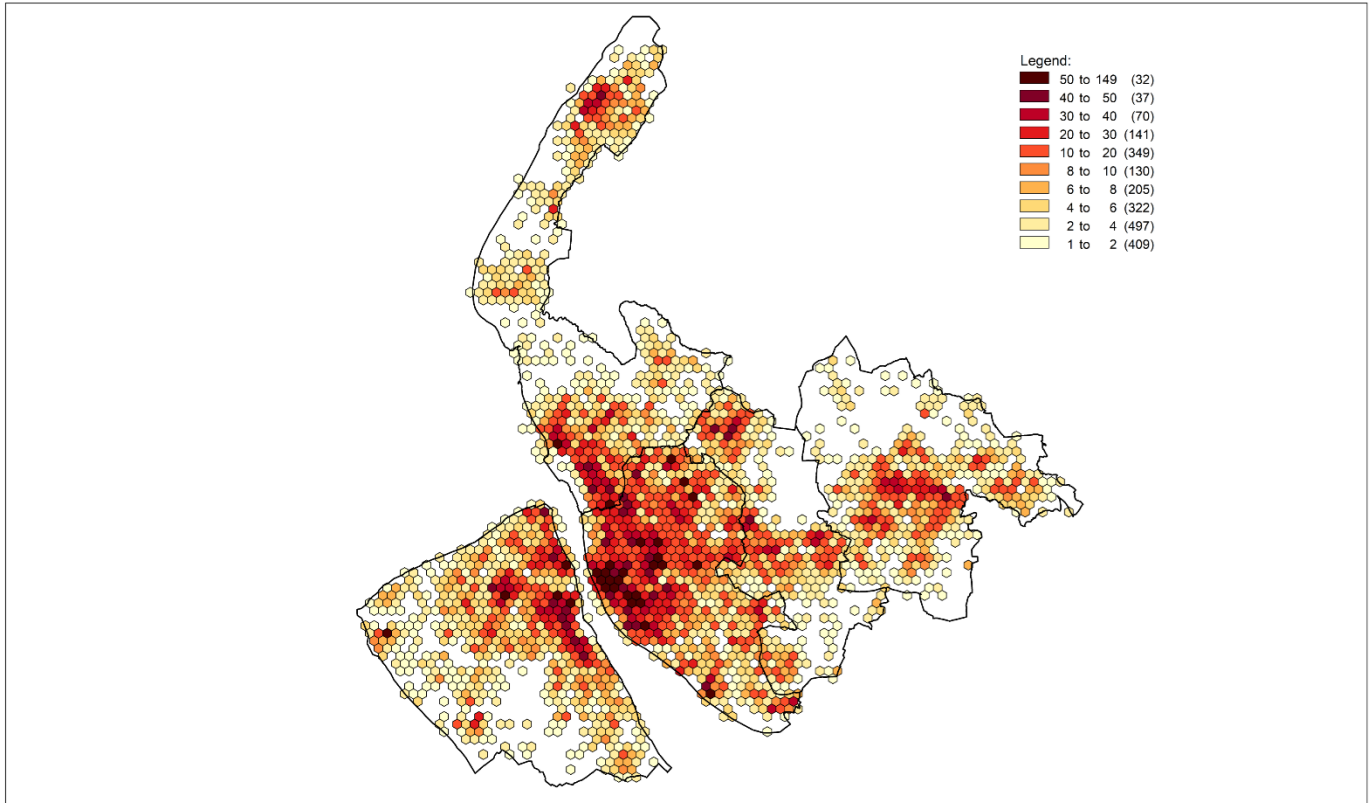 Legend:
50 to 149 (32)
40 to 50 (37)
30 to 40 (70)
20 to 30 (141)
10 to 20 (349)
8 to 10 (130)
6 to 8 (205)
4 to 6 (322)
2 to 4 (497)
1 to 2 (409)